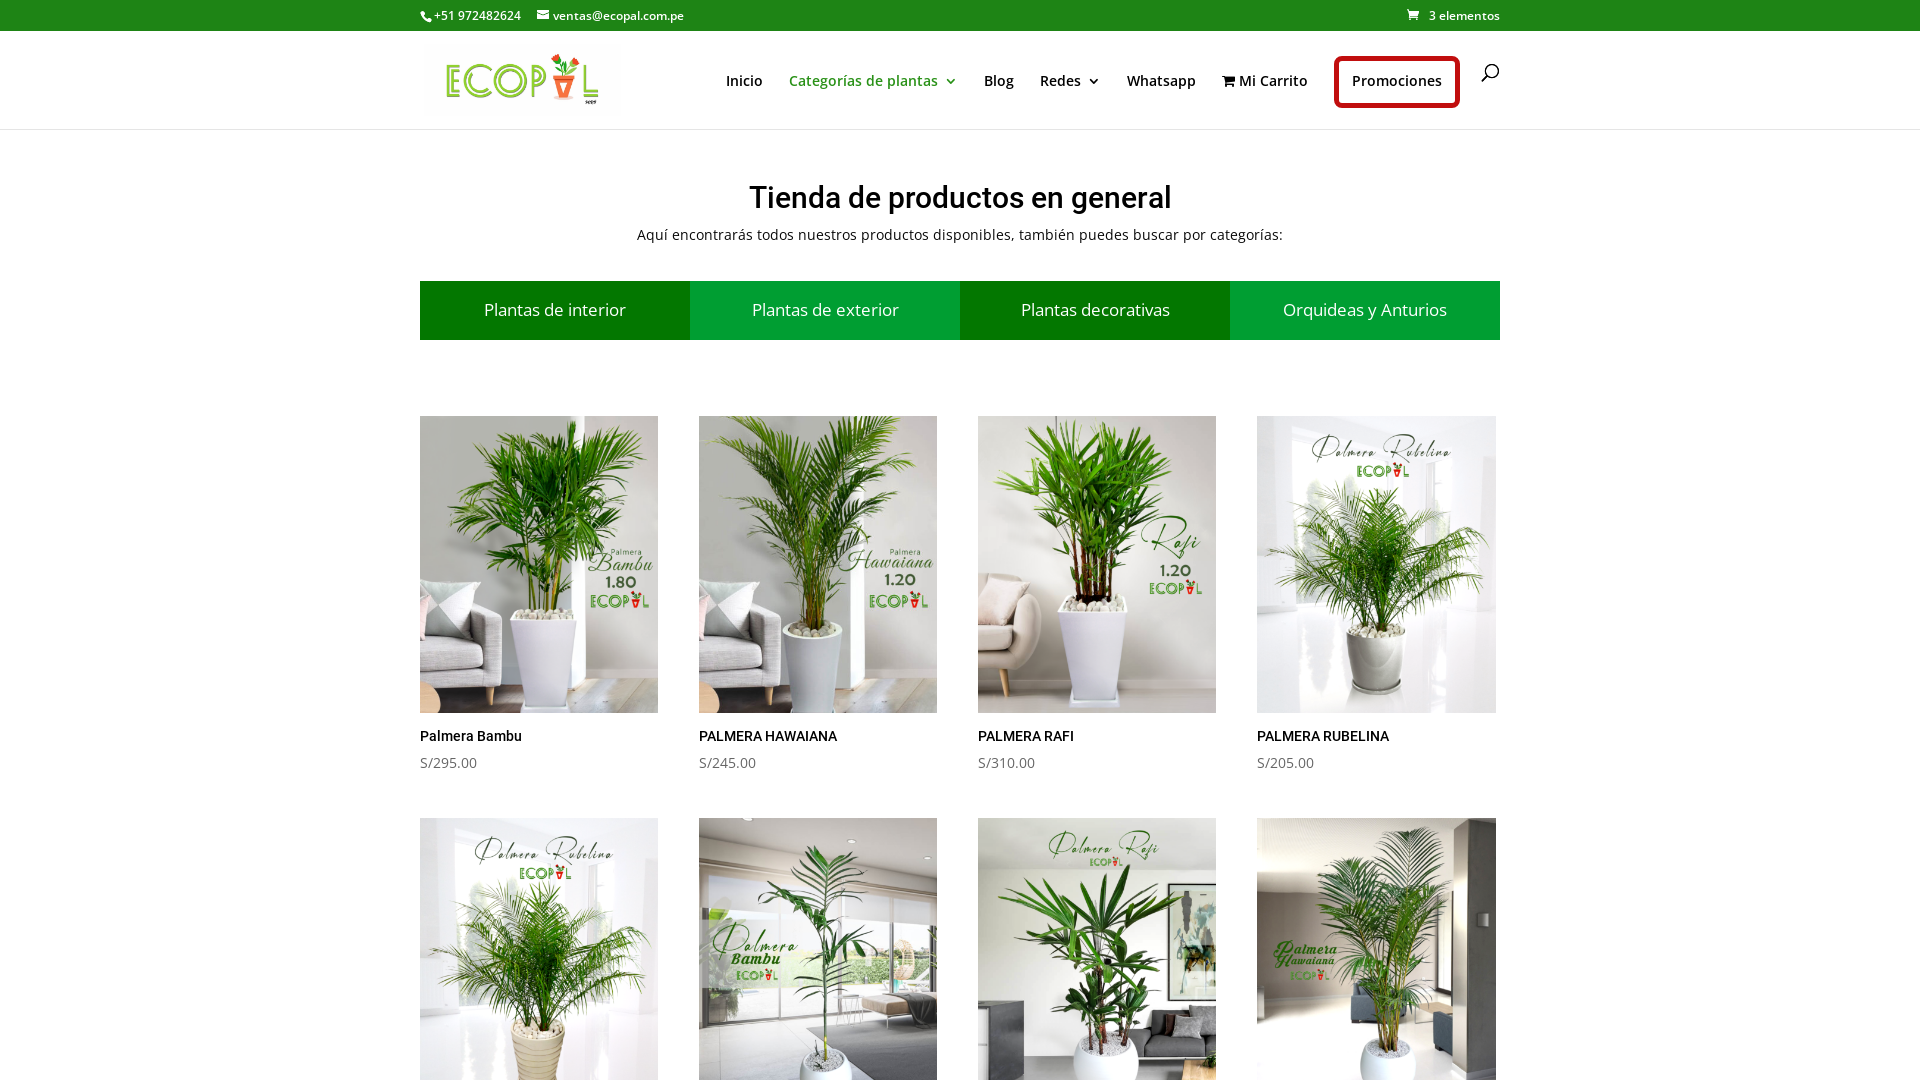 +51 972482624
ventas@ecopal.com.pe
3 elementos
ECOPAL
Inicio
Categorías de plantas
Blog
Redes
Whatsapp
Mi Carrito
Promociones
Tienda de productos en general
Aquí encontrarás todos nuestros productos disponibles, también puedes buscar por categorías:
Plantas de interior
Plantas de exterior
Plantas decorativas
Orquideas y Anturios
Palmera
Bambu
1.80
ECOPAL
Palmera
Hawaiana
1.20
ECOPAL
Rafi
1.20
ECOPAL
Palmera Rubelina
ECOPAL
Palmera Bambu
S/295.00
PALMERA HAWAIANA
S/245.00
PALMERA RAFI
S/310.00
PALMERA RUBELINA
S/205.00
Palmera Rubelina
ECOPAL
Palmera
Bambu
ECOPAL
Palmera Rafi
ECOPAL
Palmera
Hawaiana
ECOPAL